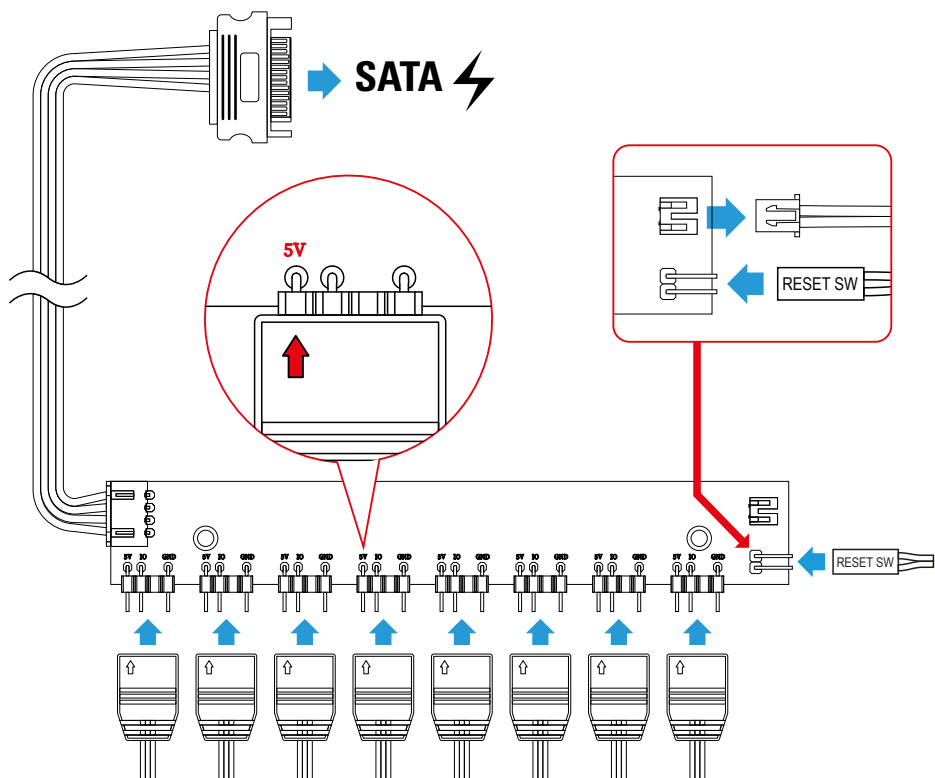 SATA
5V
RESET SW
5V IO GND 5V IO GND 5V IO GND 5V IO GND 5V IO GND 5V IO GND 5V IO GND 5V IO GND
RESET SW